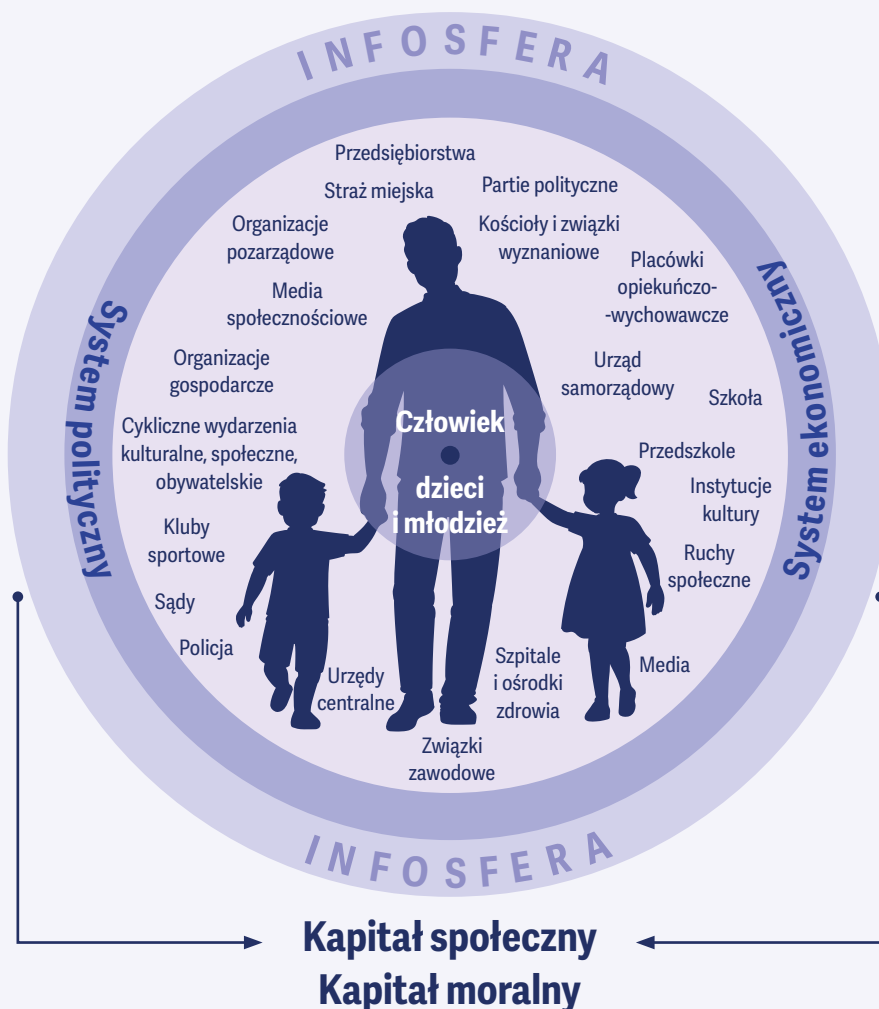 INFOSFERA
Przedsiębiorstwa
Straż miejska
Partie polityczne
Organizacje
pozarządowe
Kościoły i związki
wyznaniowe
Placówki
opiekuńczo-
-wychowawcze
Media
społecznościowe
System polityczny
System ekonomiczny
Organizacje
gospodarcze
Urząd
samorządowy
Szkoła
Człowiek
dzieci
i młodzież
Cykliczne wydarzenia
kulturalne, społeczne,
obywatelskie
Przedszkole
Instytucje
kultury
Kluby
sportowe
Ruchy
społeczne
Sądy
Policja
Urzędy
centralne
Szpitale
i ośrodki
zdrowia
Media
Związki
zawodowe
INFOSFERA
Kapitał społeczny
Kapitał moralny